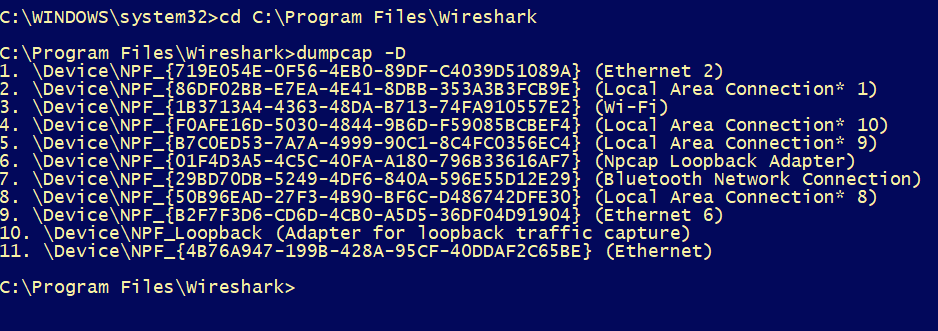 C:\WINDOWS\system32>cd C:\Program Files\Wireshark
C:\Program Files\Wireshark>dumpcap -D
1. \Device\NPF_{719E054E-0F56-4EB0-89DF-C4039D51089A} (Ethernet 2)
2. \Device\NPF_{86DF02BB-E7EA-4E41-8DBB-353A3B3FCB9E} (Local Area Connection* 1)
3. \Device\NPF_{1B3713A4-4363-48DA-B713-74FA910557E2} (Wi-Fi)
4. \Device\NPF_{F0AFE16D-5030-4844-9B6D-F59085BCBEF4} (Local Area Connection* 10)
5. \Device\NPF_{B7C0ED53-7A7A-4999-90C1-8C4FC0356EC4} (Local Area Connection* 9)
6. \Device\NPF_{01F4D3A5-4C5C-40FA-A180-796B33616AF7} (Npcap Loopback Adapter)
7. \Device\NPF_{29BD70DB-5249-4DF6-840A-596E55D12E29} (Bluetooth Network Connection)
8. \Device\NPF_{50B96EAD-27F3-4B90-BF6C-D486742DFE30} (Local Area Connection* 8)
9. \Device\NPF_{B2F7F3D6-CD6D-4CB0-A5D5-36DF04D91904} (Ethernet 6)
10. \Device\NPF_Loopback (Adapter for loopback traffic capture)
11. \Device\NPF_{4B76A947-199B-428A-95CF-40DDAF2C65BE} (Ethernet)
C:\Program Files\Wireshark>